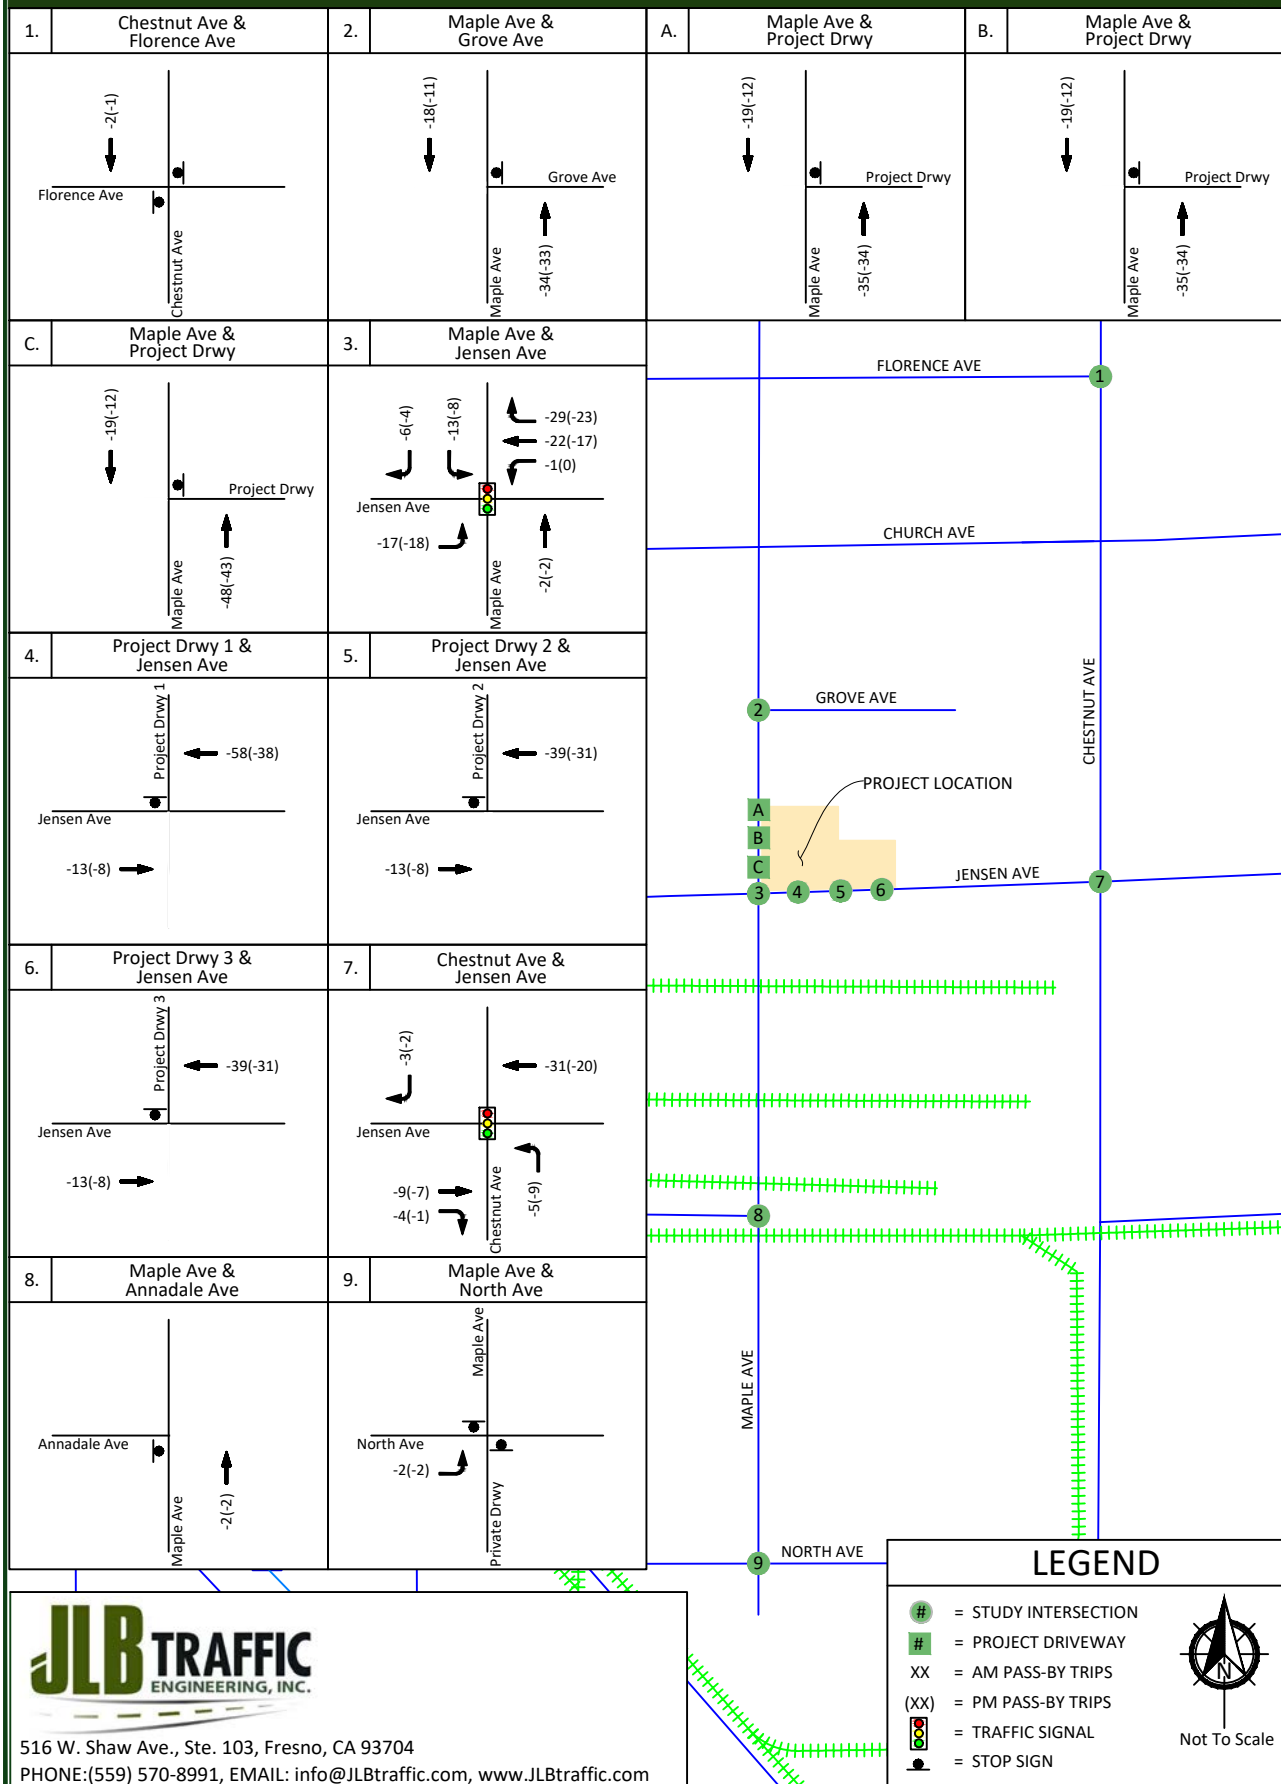 1.
Chestnut Ave &
Florence Ave
-2(-1)
Florence Ave
Chestnut Ave
2.
Maple Ave &
Grove Ave
-18(-11)
Grove Ave
Maple Ave
-34(-33)
A.
Maple Ave &
Project Drwy
-19(-12)
Project Drwy
Maple Ave
-35(-34)
B.
Maple Ave &
Project Drwy
-19(-12)
Project Drwy
Maple Ave
-35(-34)
C.
Maple Ave &
Project Drwy
-19(-12)
Project Drwy
Maple Ave
-48(-43)
3.
Maple Ave &
Jensen Ave
-6(-4)
-13(-8)
-29(-23)
-22(-17)
-1(0)
Jensen Ave
-17(-18)
Maple Ave
-2(-2)
4.
Project Drwy 1 &
Jensen Ave
Project Drwy 1
-58(-38)
Jensen Ave
-13(-8)
5.
Project Drwy 2 &
Jensen Ave
Project Drwy 2
-39(-31)
Jensen Ave
-13(-8)
6.
Project Drwy 3 &
Jensen Ave
Project Drwy 3
-39(-31)
Jensen Ave
-13(-8)
7.
Chestnut Ave &
Jensen Ave
-3(-2)
-31(-20)
Jensen Ave
-9(-7)
-4(-1)
Chestnut Ave
-5(-9)
8.
Maple Ave &
Annadale Ave
Annadale Ave
Maple Ave
-2(-2)
9.
Maple Ave &
North Ave
Maple Ave
North Ave
-2(-2)
Private Drwy
FLORENCE AVE
1
CHURCH AVE
CHESTNUT AVE
GROVE AVE
2
PROJECT LOCATION
A
B
C
JENSEN AVE
3
4
5
6
7
8
MAPLE AVE
9
NORTH AVE
LEGEND
# = STUDY INTERSECTION
# = PROJECT DRIVEWAY
XX = AM PASS-BY TRIPS
(XX) = PM PASS-BY TRIPS
= TRAFFIC SIGNAL
= STOP SIGN
N
Not To Scale
JLB TRAFFIC
ENGINEERING, INC.
516 W. Shaw Ave., Ste. 103, Fresno, CA 93704
PHONE:(559) 570-8991, EMAIL: info@JLBtraffic.com, www.JLBtraffic.com